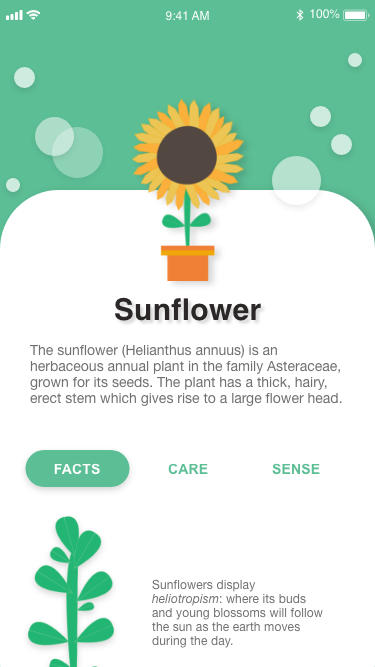 9:41 AM 100%
Sunflower
The sunflower (Helianthus annuus) is an
herbaceous annual plant in the family Asteraceae,
grown for its seeds. The plant has a thick, hairy,
erect stem which gives rise to a large flower head.
FACTS CARE SENSE
Sunflowers display
heliotropism: where its buds
and young blossoms will follow
the sun as the earth moves
during the day.